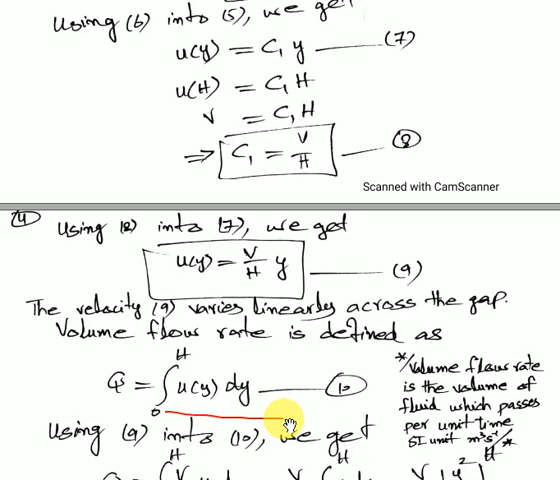 Using (6) into (5), we get
u(y) = C₁ y —— (7)
u(H) = C₁ H
V = C₁ H
⇒ C₁ = V/H —— (8)
Scanned with CamScanner
(4) Using (8) into (7), we get
u(y) = V/H y —— (9)
The velocity (9) varies linearly across the gap.
Volume flow rate is defined as
Q = ∫₀ᴴ u(y) dy —— (10)
*/Volume flow rate
is the volume of
fluid which passes
per unit time
SI unit m³s⁻¹/*
Using (9) into (10), we get